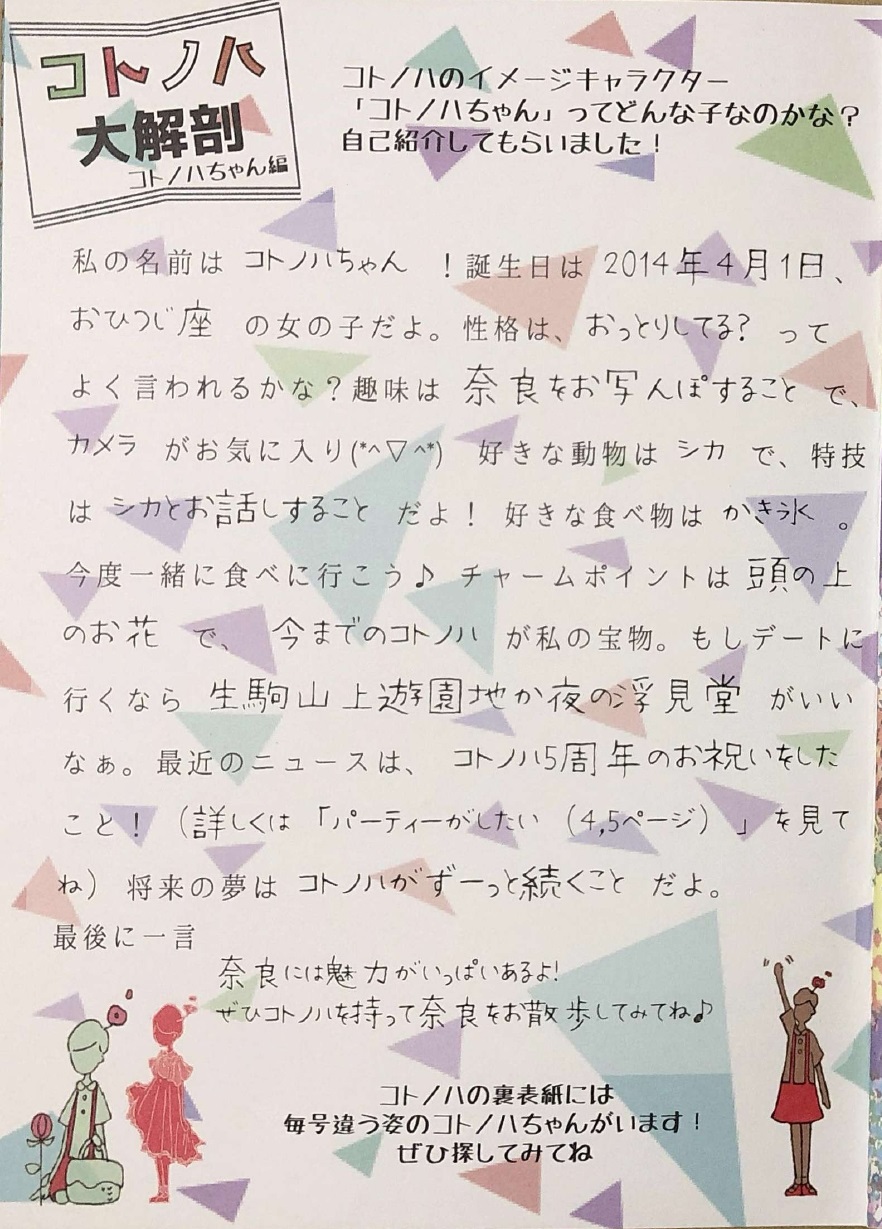 コトノハ
大解剖
コトノハちゃん編
コトノハのイメージキャラクター
「コトノハちゃん」ってどんな子なのかな？
自己紹介してもらいました！
私の名前は コトノハちゃん ！誕生日は 2014年4月1日、
おひつじ座 の女の子だよ。性格は、おっとりしてる? って
よく言われるかな？趣味は 奈良をお写んぽすること で、
カメラ がお気に入り(*^▽^*) 好きな動物は シカ で、特技
は シカとお話しすること だよ！ 好きな食べ物は かき氷 。
今度一緒に食べに行こう♪ チャームポイントは 頭の上
のお花 で、 今までのコトノハ が私の宝物。もしデートに
行くなら 生駒山上遊園地か夜の浮見堂 がいい
なぁ。最近のニュースは、 コトノハ5周年のお祝いをした
こと！（詳しくは「パーティーがしたい（4,5ページ）」を見て
ね）将来の夢は コトノハがずーっと続くこと だよ。
最後に一言
奈良には魅力がいっぱいあるよ!
ぜひコトノハを持って奈良をお散歩してみてね♪
コトノハの裏表紙には
毎号違う姿のコトノハちゃんがいます！
ぜひ探してみてね